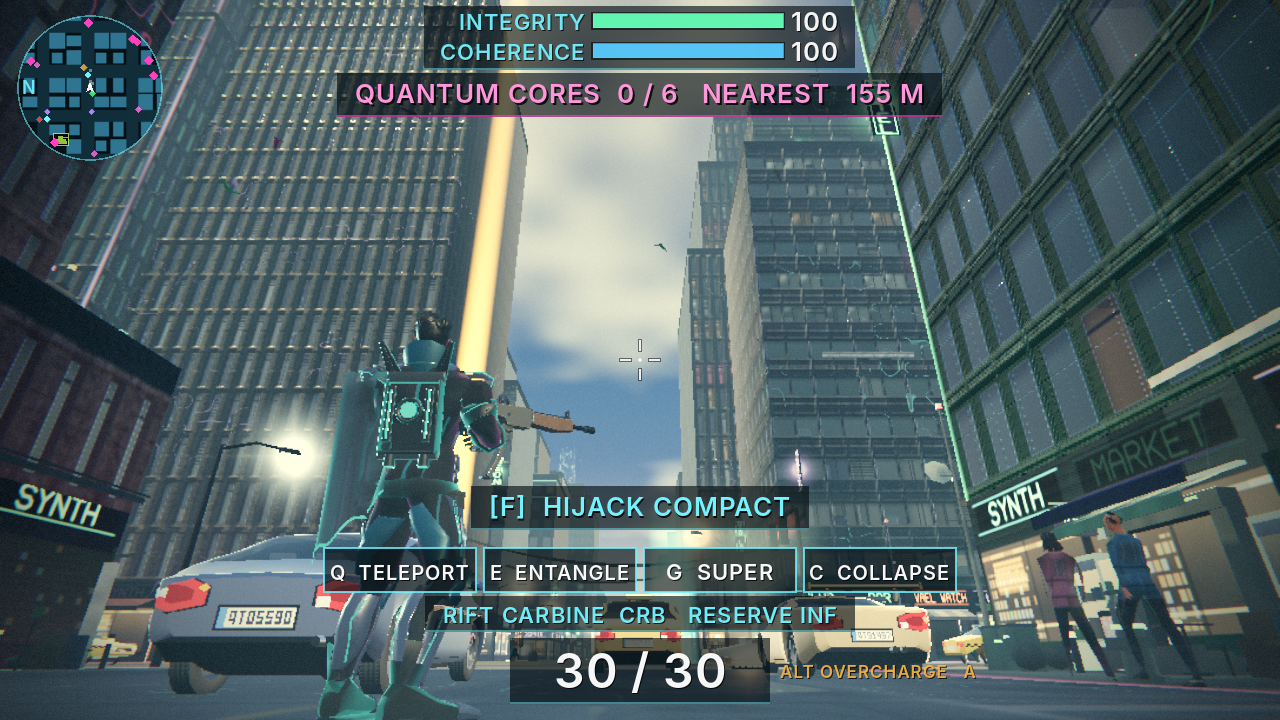 INTEGRITY 100
COHERENCE 100
QUANTUM CORES 0 / 6 NEAREST 155 M
N
MARKET
SYNTH
SYNTH
[F] HIJACK COMPACT
Q TELEPORT
E ENTANGLE
G SUPER
C COLLAPSE
QT05590
RIFT CARBINE CRB RESERVE INF
30 / 30
ALT OVERCHARGE A